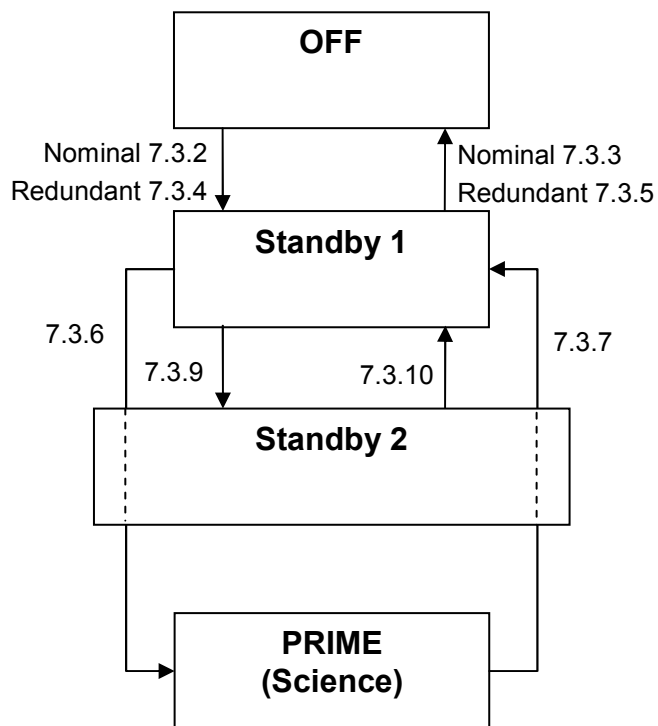 OFF
Nominal 7.3.2
Redundant 7.3.4
Nominal 7.3.3
Redundant 7.3.5
Standby 1
7.3.6
7.3.9
7.3.10
7.3.7
Standby 2
PRIME
(Science)